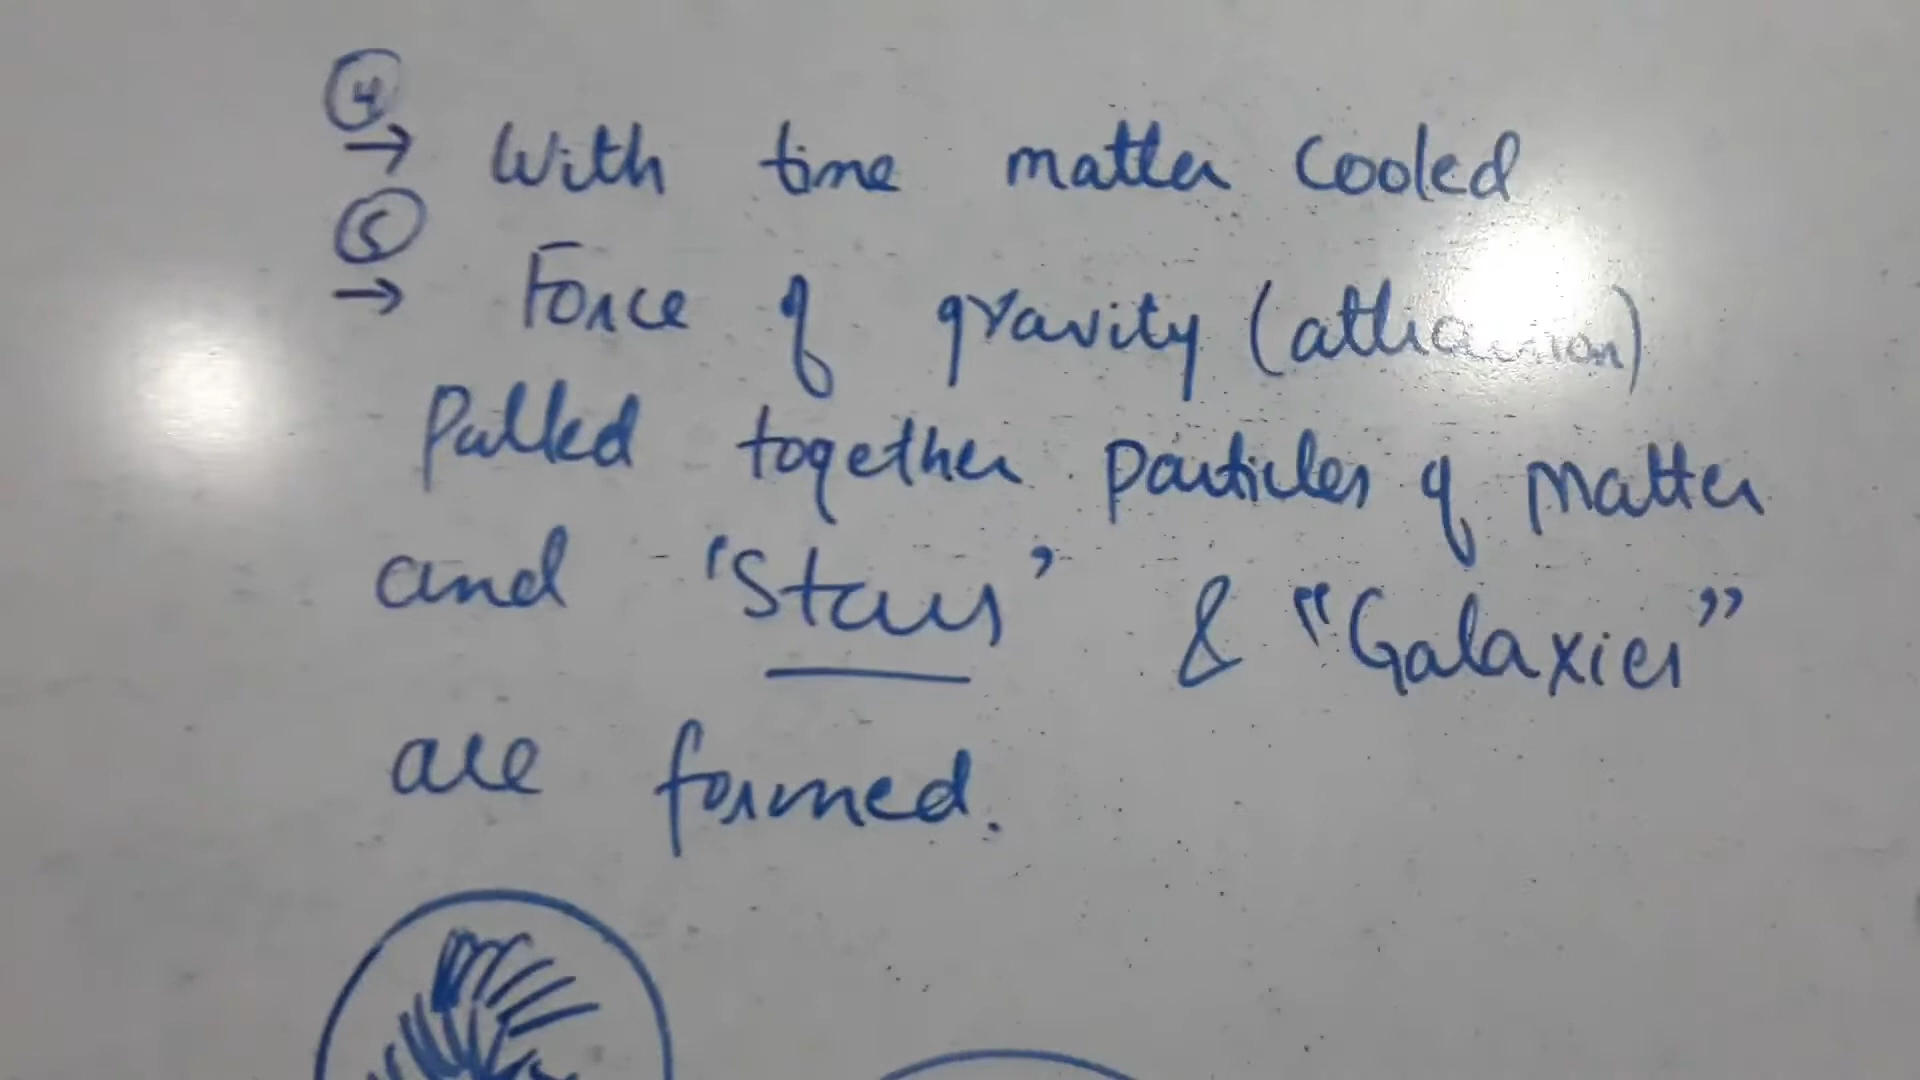 4
→ With time matter cooled
5
→ Force of gravity (attraction)
Pulled together particles of matter
and 'Stars' & "Galaxies"
are formed.